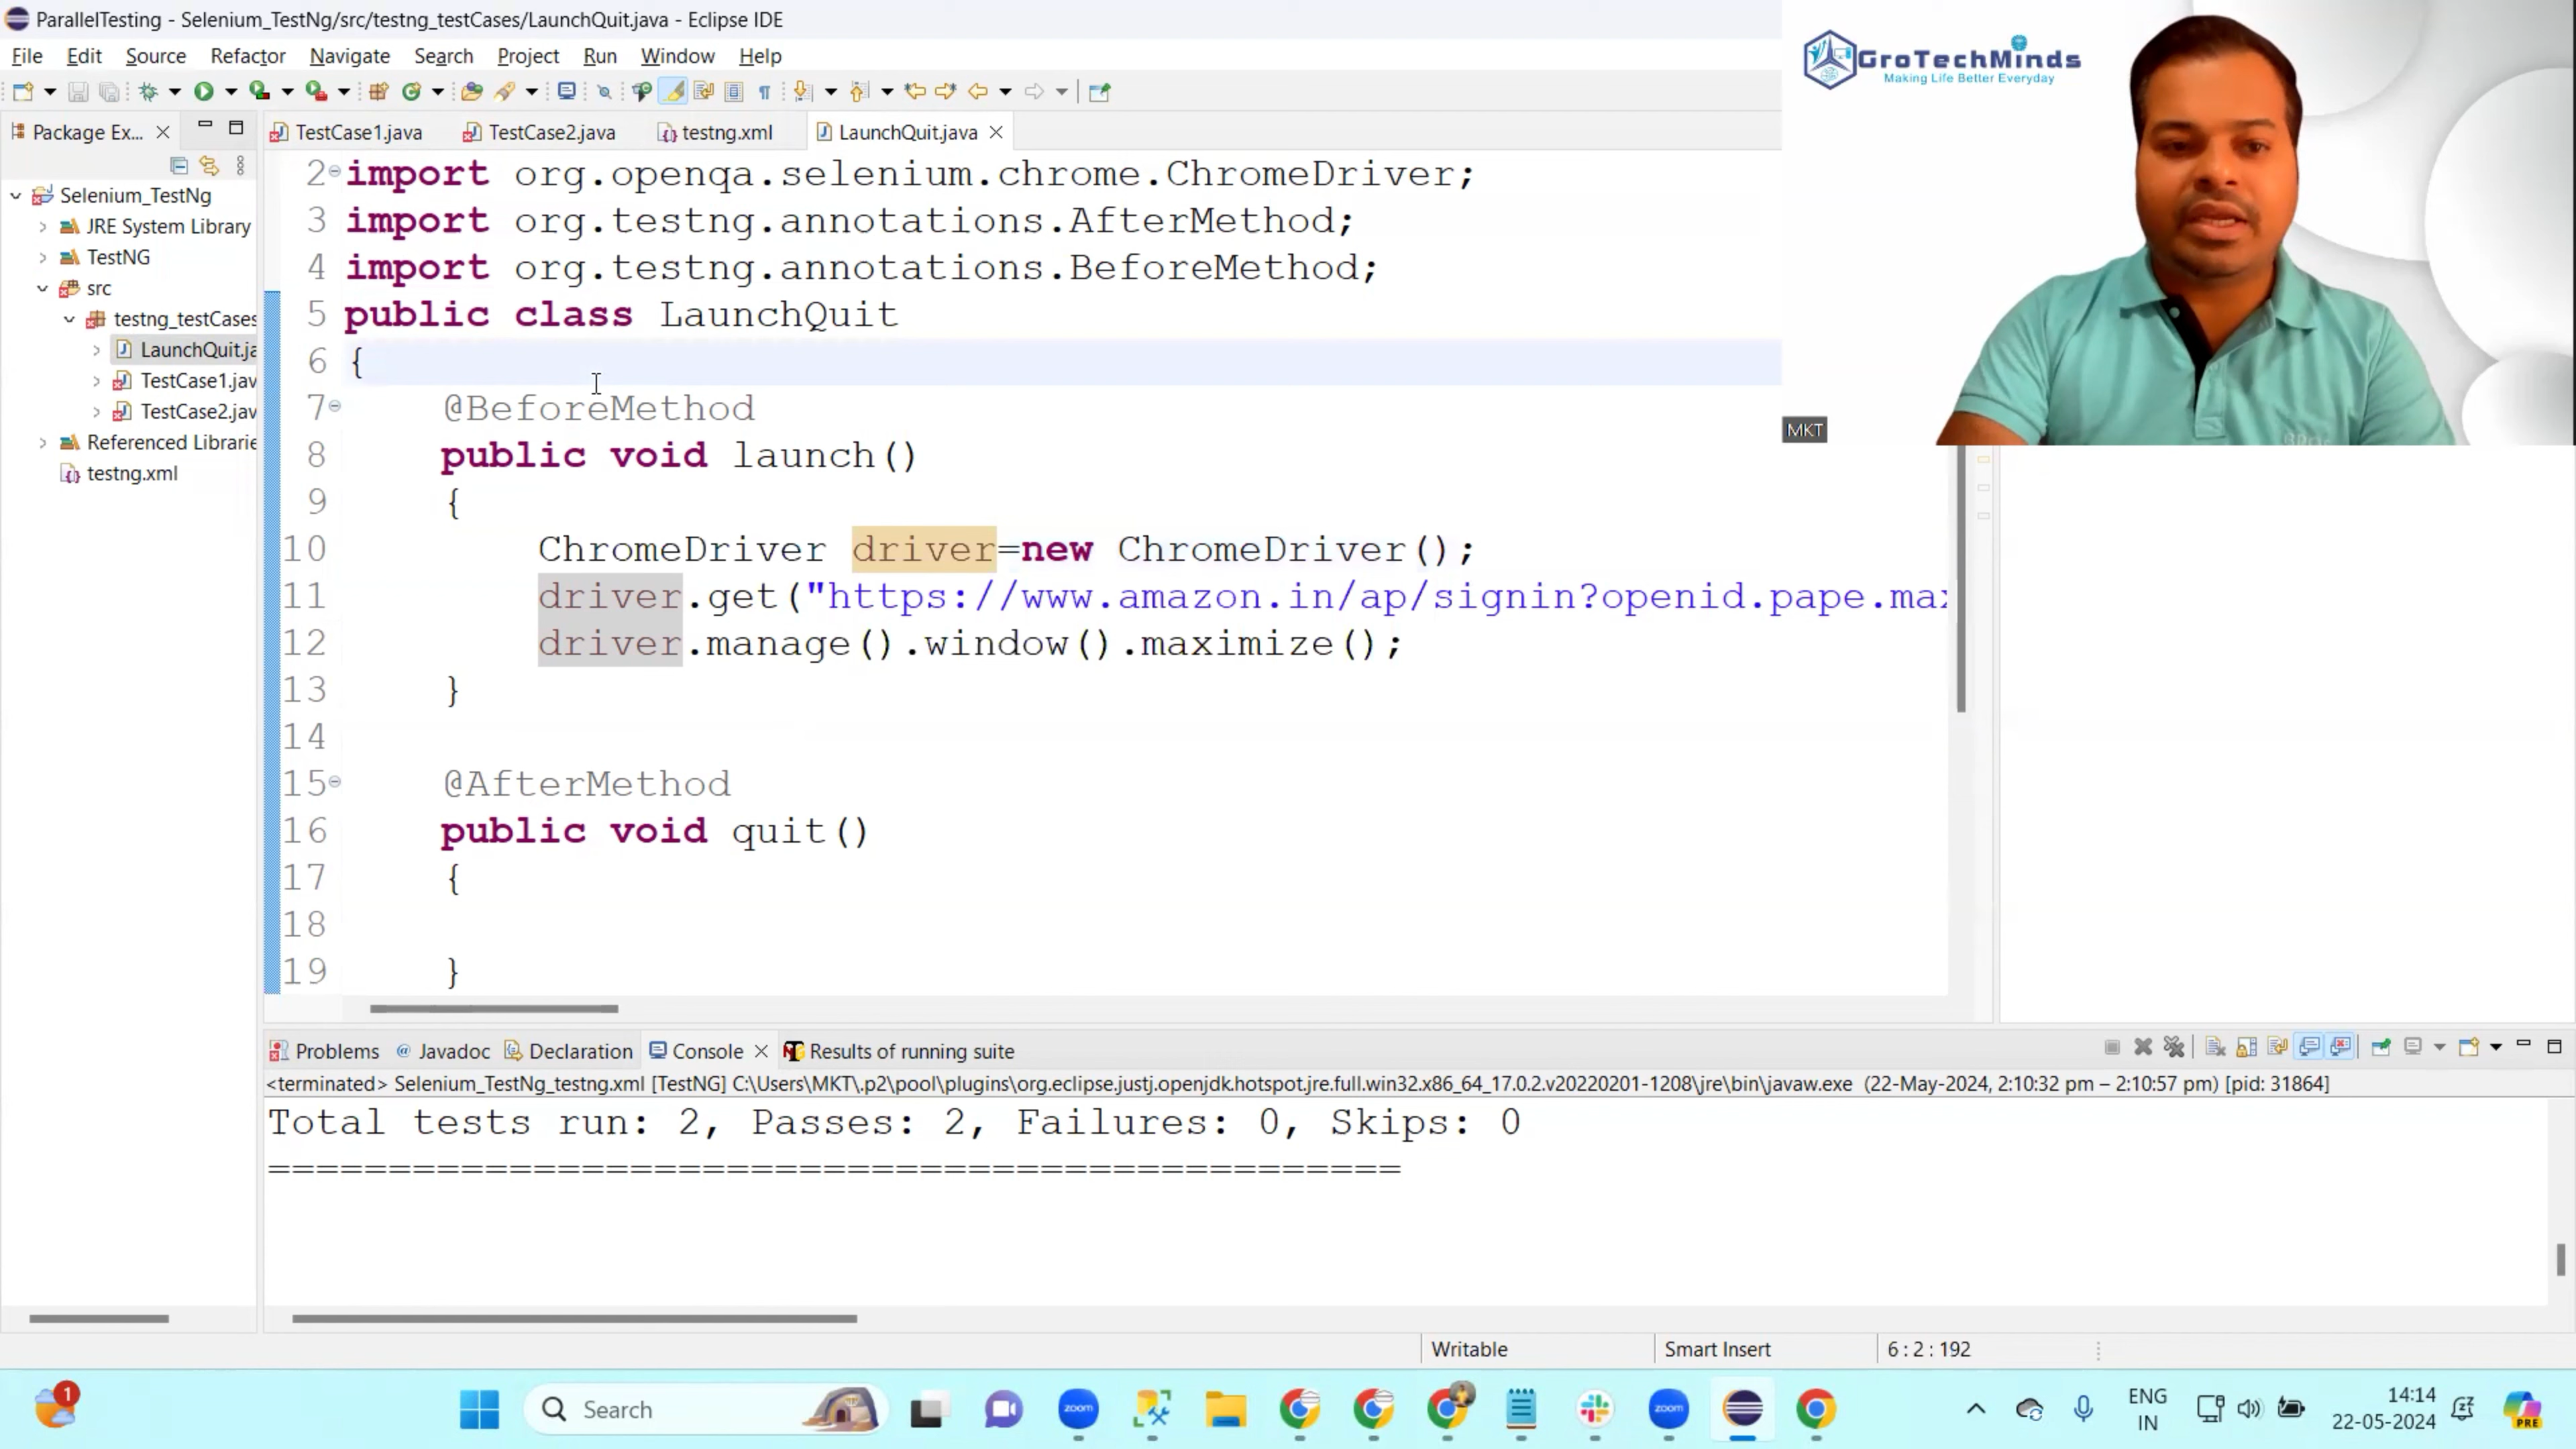 ParallelTesting - Selenium_TestNg/src/testng_testCases/LaunchQuit.java - Eclipse IDE
File Edit Source Refactor Navigate Search Project Run Window Help
GroTechMinds
Making Life Better Everyday
MKT
Package Ex...
Selenium_TestNg
JRE System Library
TestNG
src
testng_testCases
LaunchQuit.ja
TestCase1.jav
TestCase2.jav
Referenced Librarie
testng.xml
TestCase1.java TestCase2.java testng.xml LaunchQuit.java
2 import org.openqa.selenium.chrome.ChromeDriver;
3 import org.testng.annotations.AfterMethod;
4 import org.testng.annotations.BeforeMethod;
5 public class LaunchQuit
6 {
7 @BeforeMethod
8 public void launch()
9 {
10 ChromeDriver driver=new ChromeDriver();
11 driver.get("https://www.amazon.in/ap/signin?openid.pape.max
12 driver.manage().window().maximize();
13 }
14
15 @AfterMethod
16 public void quit()
17 {
18
19 }
Problems @ Javadoc Declaration Console Results of running suite
<terminated> Selenium_TestNg_testng.xml [TestNG] C:\Users\MKT\.p2\pool\plugins\org.eclipse.justj.openjdk.hotspot.jre.full.win32.x86_64_17.0.2.v20220201-1208\jre\bin\javaw.exe (22-May-2024, 2:10:32 pm – 2:10:57 pm) [pid: 31864]
Total tests run: 2, Passes: 2, Failures: 0, Skips: 0
===============================================
Writable Smart Insert 6 : 2 : 192
1
Search
zoom
zoom
ENG
IN
14:14
22-05-2024
PRE